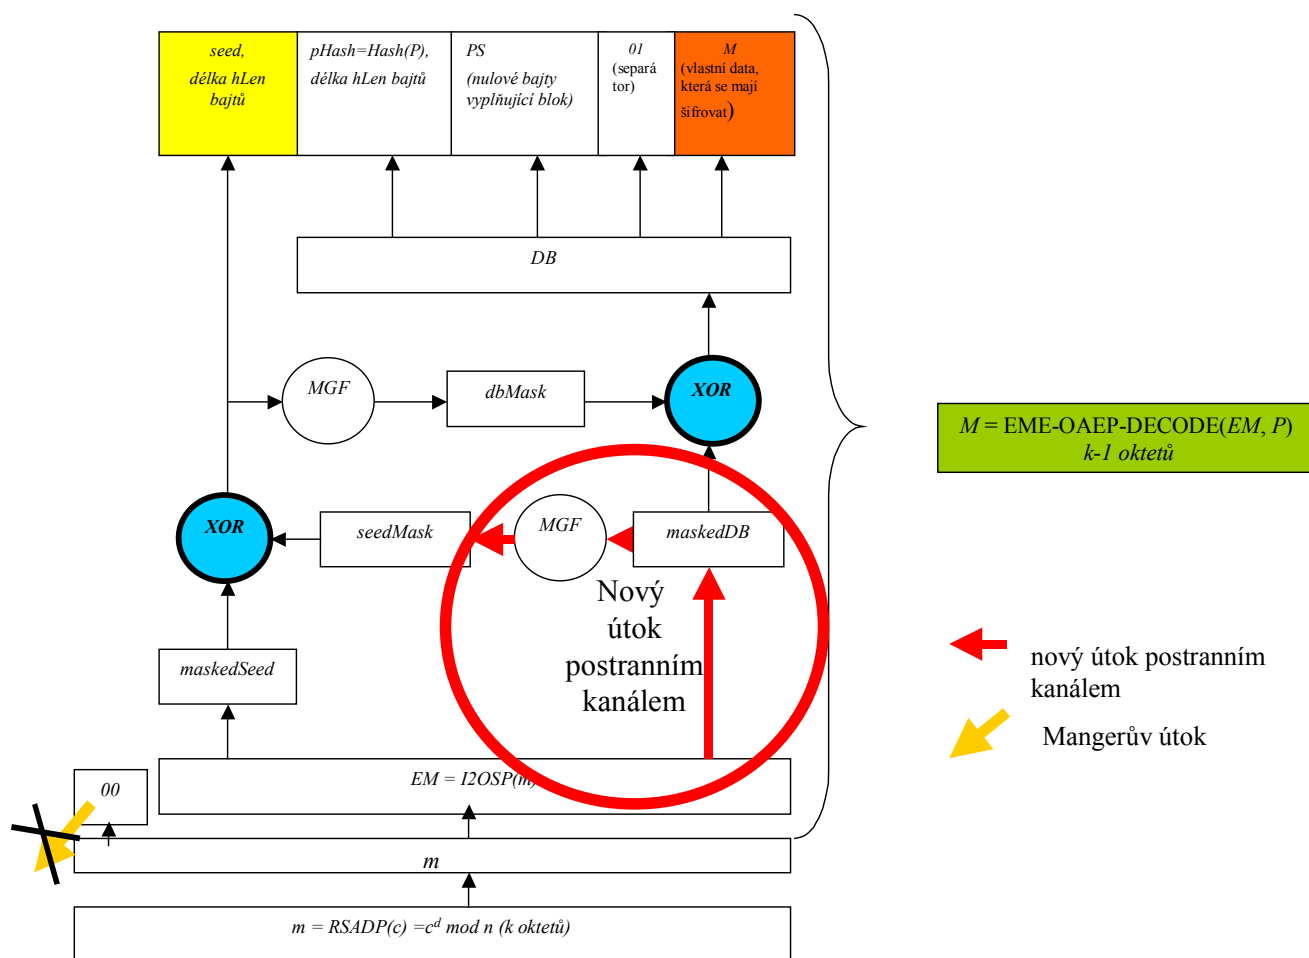 seed,
délka hLen
bajtů
pHash=Hash(P),
délka hLen bajtů
PS
(nulové bajty
vyplňující blok)
01
(separá
tor)
M
(vlastní data,
která se mají
šifrovat)
DB
MGF
dbMask
XOR
M = EME-OAEP-DECODE(EM, P)
k-1 oktetů
XOR
seedMask
MGF
maskedDB
Nový
útok
postranním
kanálem
maskedSeed
nový útok postranním
kanálem
Mangerův útok
EM = I2OSP(m)
00
m
m = RSADP(c) =c^d mod n (k oktetů)